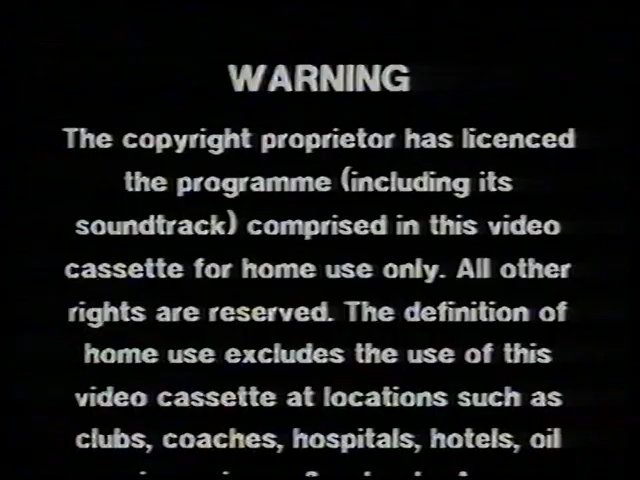 WARNING
The copyright proprietor has licenced
the programme (including its
soundtrack) comprised in this video
cassette for home use only. All other
rights are reserved. The definition of
home use excludes the use of this
video cassette at locations such as
clubs, coaches, hospitals, hotels, oil